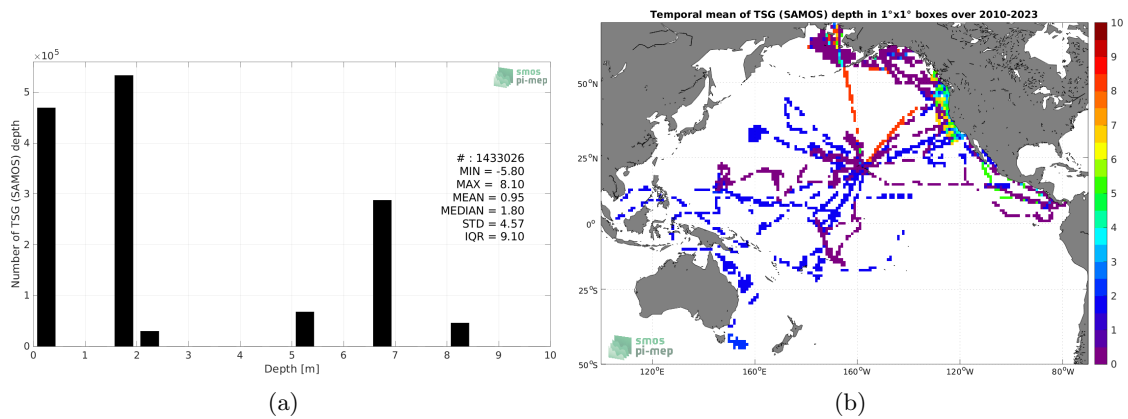 ×10⁵
5
4
3
2
1
0
Number of TSG (SAMOS) depth
0 1 2 3 4 5 6 7 8 9 10
Depth [m]
smos
pi-mep
# : 1433026
MIN = -5.80
MAX = 8.10
MEAN = 0.95
MEDIAN = 1.80
STD = 4.57
IQR = 9.10
(a)
Temporal mean of TSG (SAMOS) depth in 1°x1° boxes over 2010-2023
50°N
25°N
0°
25°S
50°S
120°E 160°E 160°W 120°W 80°W
smos
pi-mep
10
9
8
7
6
5
4
3
2
1
0
(b)